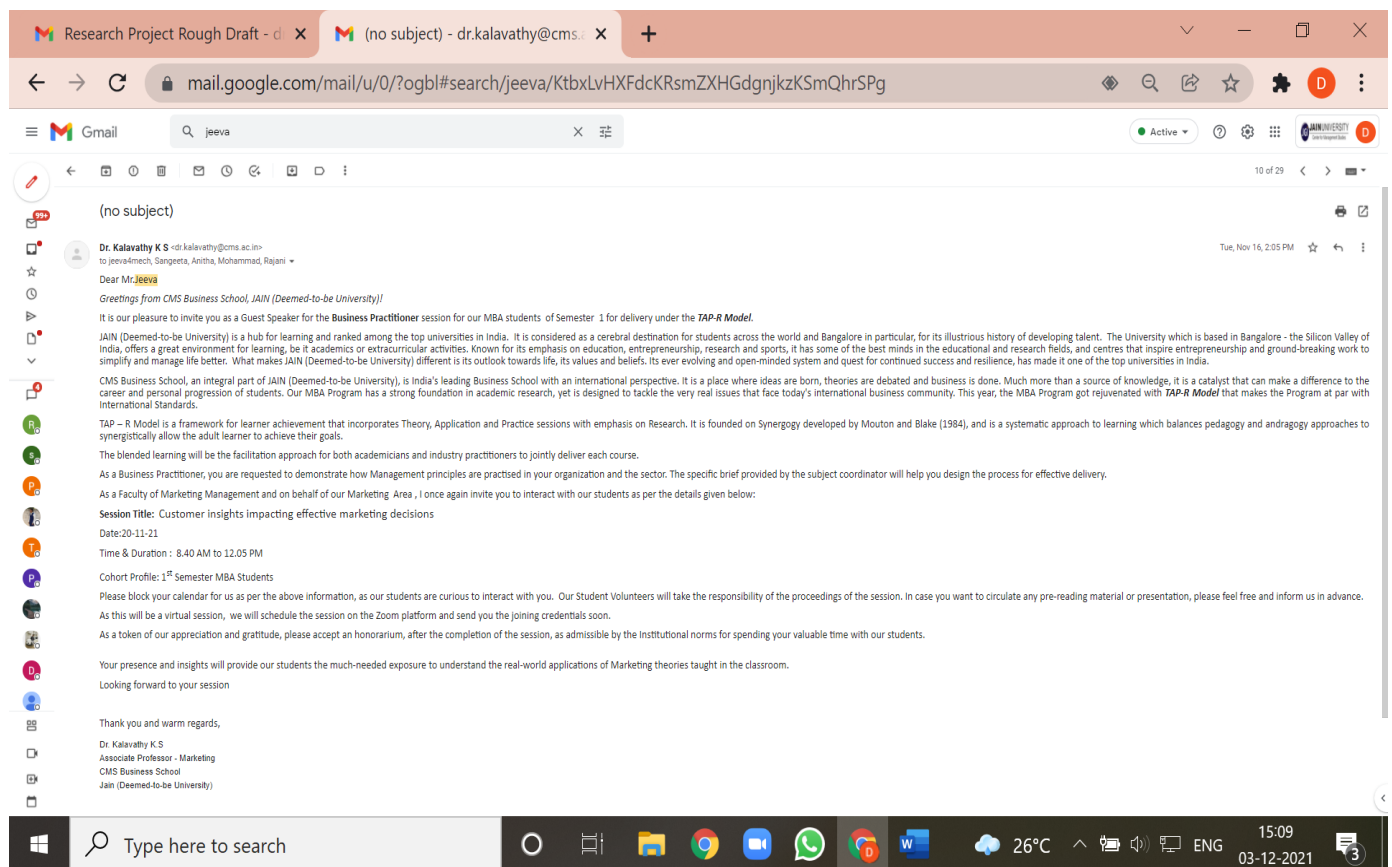 Research Project Rough Draft - d
(no subject) - dr.kalavathy@cms.
mail.google.com/mail/u/0/?ogbl#search/jeeva/KtbxLvHXFdcKRsmZXHGdgnjkzKSmQhrSPg
D
Gmail
jeeva
Active
JAIN UNIVERSITY
D
10 of 29
99+
(no subject)
Dr. Kalavathy K S <dr.kalavathy@cms.ac.in>
Tue, Nov 16, 2:05 PM
to jeeva4mech, Sangeeta, Anitha, Mohammad, Rajani
Dear Mr.Jeeva
Greetings from CMS Business School, JAIN (Deemed-to-be University)!
It is our pleasure to invite you as a Guest Speaker for the Business Practitioner session for our MBA students of Semester 1 for delivery under the TAP-R Model.
JAIN (Deemed-to-be University) is a hub for learning and ranked among the top universities in India. It is considered as a cerebral destination for students across the world and Bangalore in particular, for its illustrious history of developing talent. The University which is based in Bangalore - the Silicon Valley of
India, offers a great environment for learning, be it academics or extracurricular activities. Known for its emphasis on education, entrepreneurship, research and sports, it has some of the best minds in the educational and research fields, and centres that inspire entrepreneurship and ground-breaking work to
simplify and manage life better. What makes JAIN (Deemed-to-be University) different is its outlook towards life, its values and beliefs. Its ever evolving and open-minded system and quest for continued success and resilience, has made it one of the top universities in India.
CMS Business School, an integral part of JAIN (Deemed-to-be University), is India's leading Business School with an international perspective. It is a place where ideas are born, theories are debated and business is done. Much more than a source of knowledge, it is a catalyst that can make a difference to the
career and personal progression of students. Our MBA Program has a strong foundation in academic research, yet is designed to tackle the very real issues that face today's international business community. This year, the MBA Program got rejuvenated with TAP-R Model that makes the Program at par with
International Standards.
TAP – R Model is a framework for learner achievement that incorporates Theory, Application and Practice sessions with emphasis on Research. It is founded on Synergogy developed by Mouton and Blake (1984), and is a systematic approach to learning which balances pedagogy and andragogy approaches to
synergistically allow the adult learner to achieve their goals.
The blended learning will be the facilitation approach for both academicians and industry practitioners to jointly deliver each course.
As a Business Practitioner, you are requested to demonstrate how Management principles are practised in your organization and the sector. The specific brief provided by the subject coordinator will help you design the process for effective delivery.
As a Faculty of Marketing Management and on behalf of our Marketing Area , I once again invite you to interact with our students as per the details given below:
Session Title: Customer insights impacting effective marketing decisions
Date:20-11-21
Time & Duration : 8.40 AM to 12.05 PM
Cohort Profile: 1st Semester MBA Students
Please block your calendar for us as per the above information, as our students are curious to interact with you. Our Student Volunteers will take the responsibility of the proceedings of the session. In case you want to circulate any pre-reading material or presentation, please feel free and inform us in advance.
As this will be a virtual session, we will schedule the session on the Zoom platform and send you the joining credentials soon.
As a token of our appreciation and gratitude, please accept an honorarium, after the completion of the session, as admissible by the Institutional norms for spending your valuable time with our students.
Your presence and insights will provide our students the much-needed exposure to understand the real-world applications of Marketing theories taught in the classroom.
Looking forward to your session
Thank you and warm regards,
Dr. Kalavathy K.S
Associate Professor - Marketing
CMS Business School
Jain (Deemed-to-be University)
4
R
S
P
T
P
D
Type here to search
D
W
26°C
ENG
15:09
03-12-2021
3